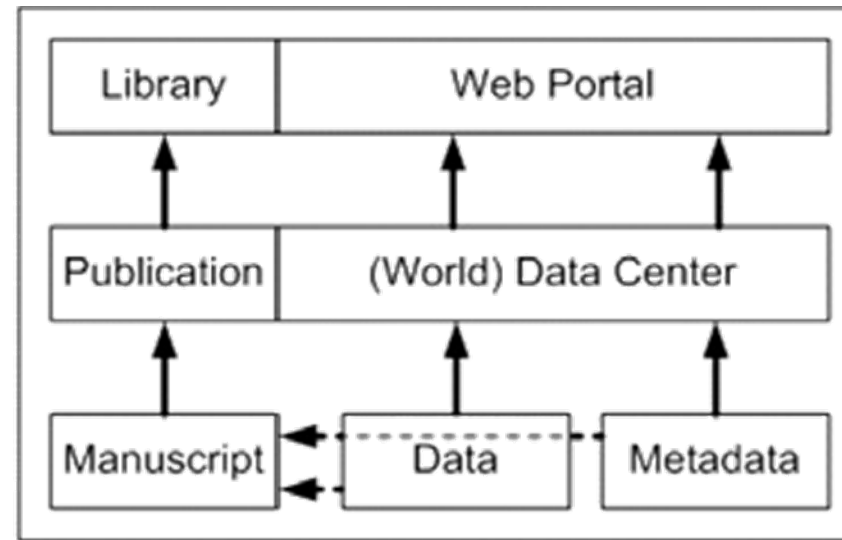 Library
Web Portal
Publication
(World) Data Center
Manuscript
Data
Metadata